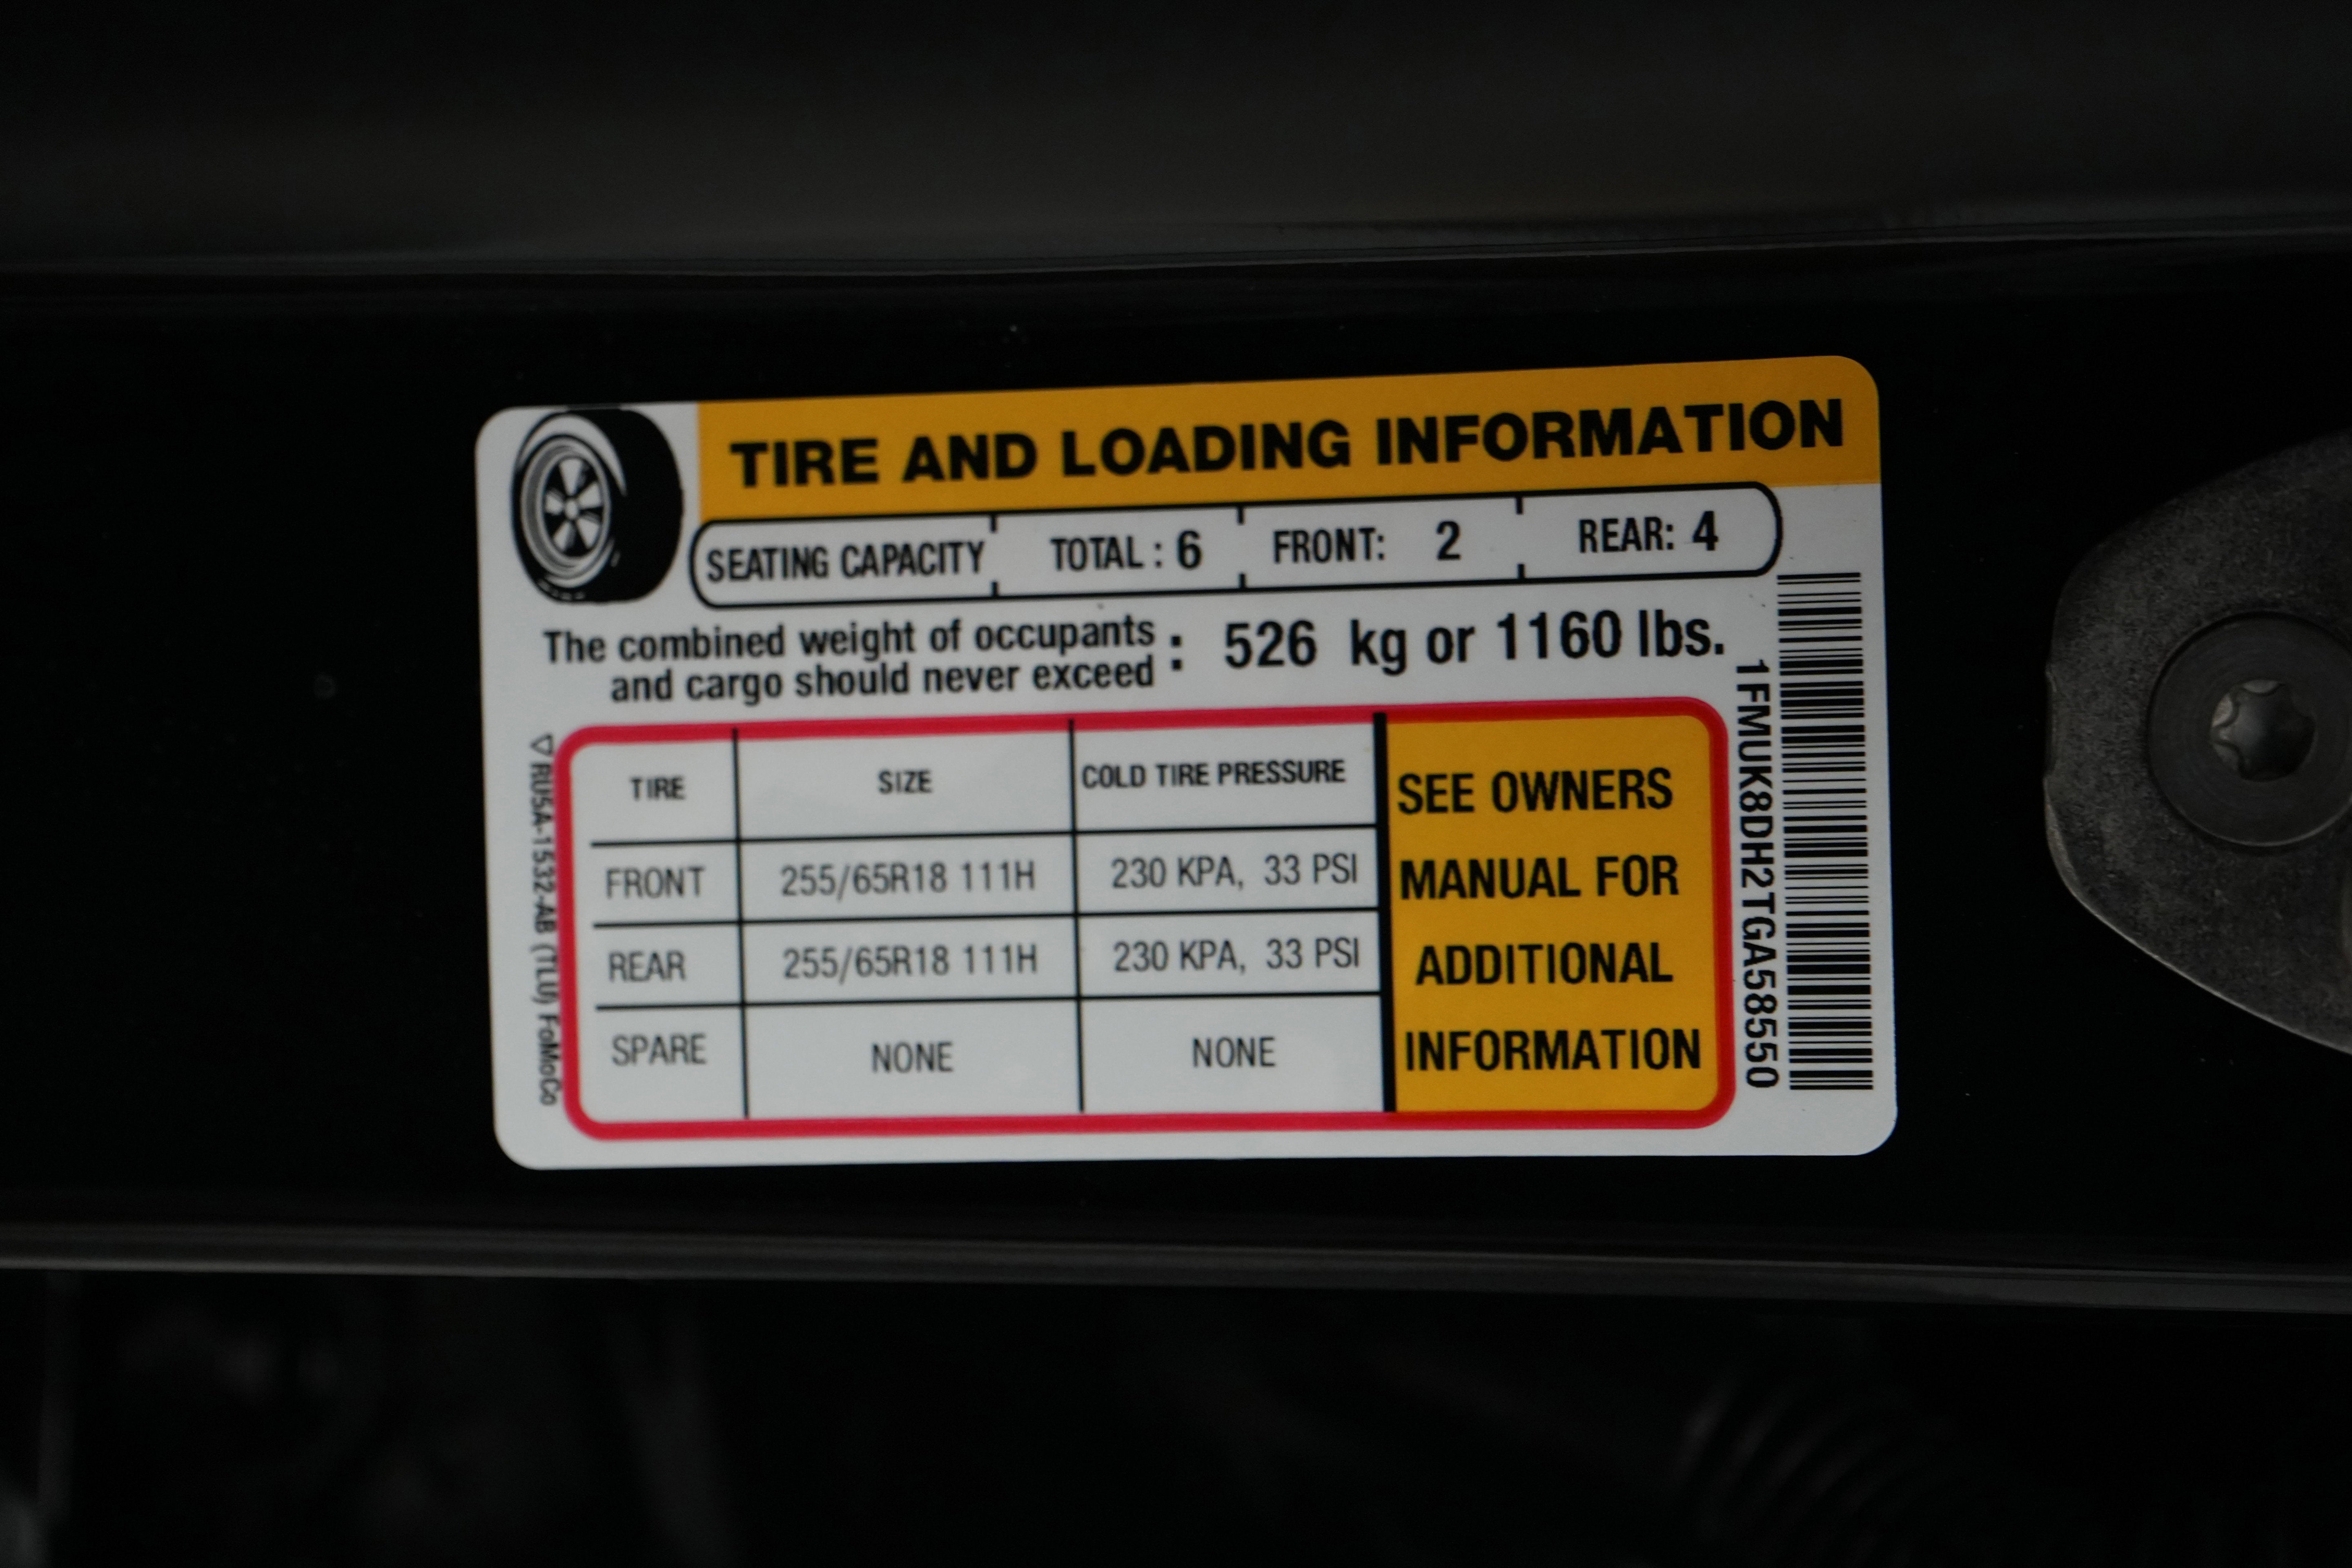 TIRE AND LOADING INFORMATION
SEATING CAPACITY TOTAL : 6 FRONT: 2 REAR: 4
The combined weight of occupants
and cargo should never exceed : 526 kg or 1160 lbs.
TIRE SIZE COLD TIRE PRESSURE
FRONT 255/65R18 111H 230 KPA, 33 PSI
REAR 255/65R18 111H 230 KPA, 33 PSI
SPARE NONE NONE
SEE OWNERS
MANUAL FOR
ADDITIONAL
INFORMATION
1FMUK8DH2TGA58550
RU5A-1532-AB (TLU) FoMoCo